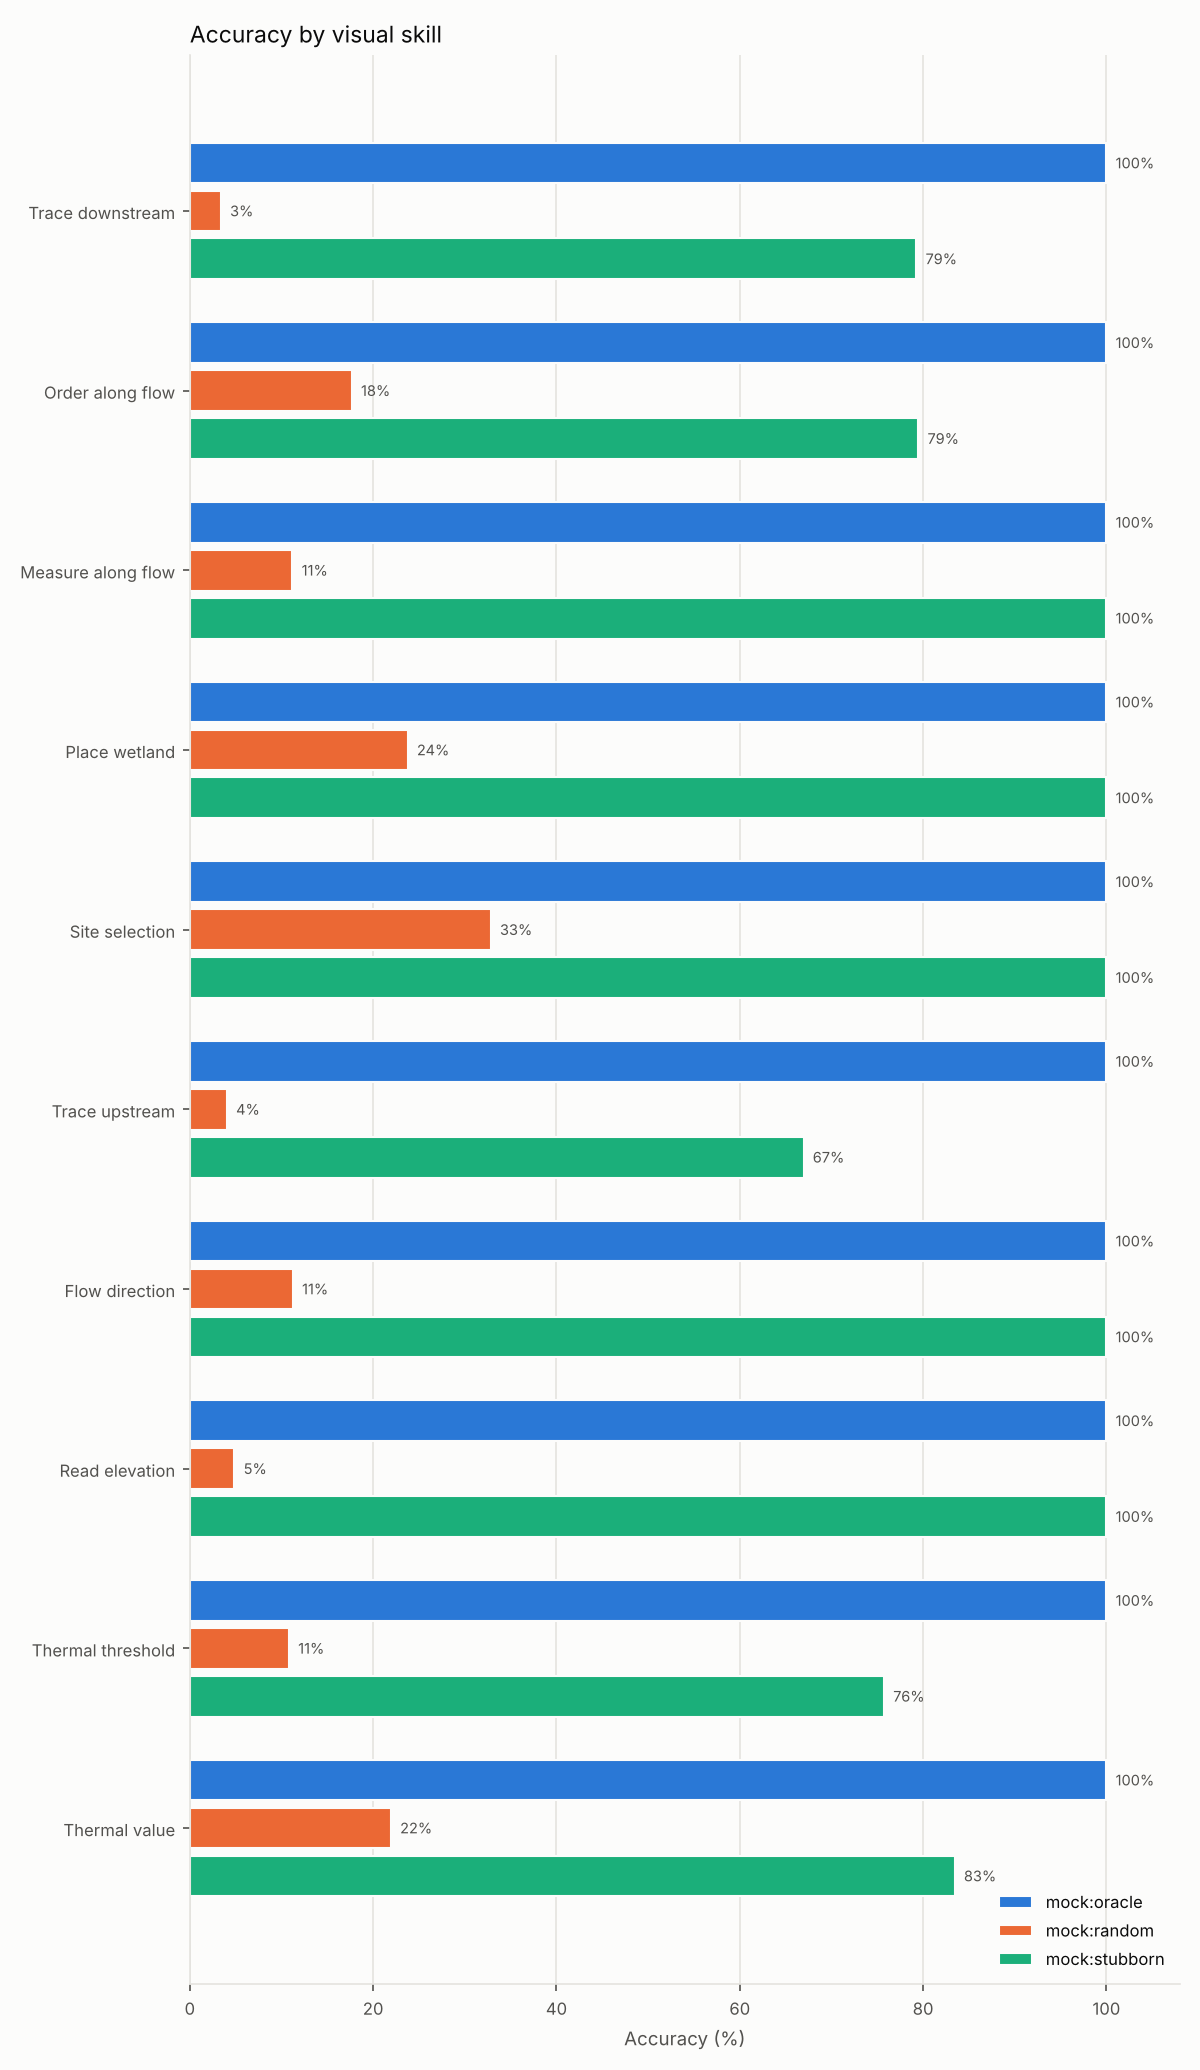 Accuracy by visual skill
100%
Trace downstream
3%
79%
100%
Order along flow
18%
79%
100%
Measure along flow
11%
100%
100%
Place wetland
24%
100%
100%
Site selection
33%
100%
100%
Trace upstream
4%
67%
100%
Flow direction
11%
100%
100%
Read elevation
5%
100%
100%
Thermal threshold
11%
76%
100%
Thermal value
22%
83%
mock:oracle
mock:random
mock:stubborn
0 20 40 60 80 100
Accuracy (%)